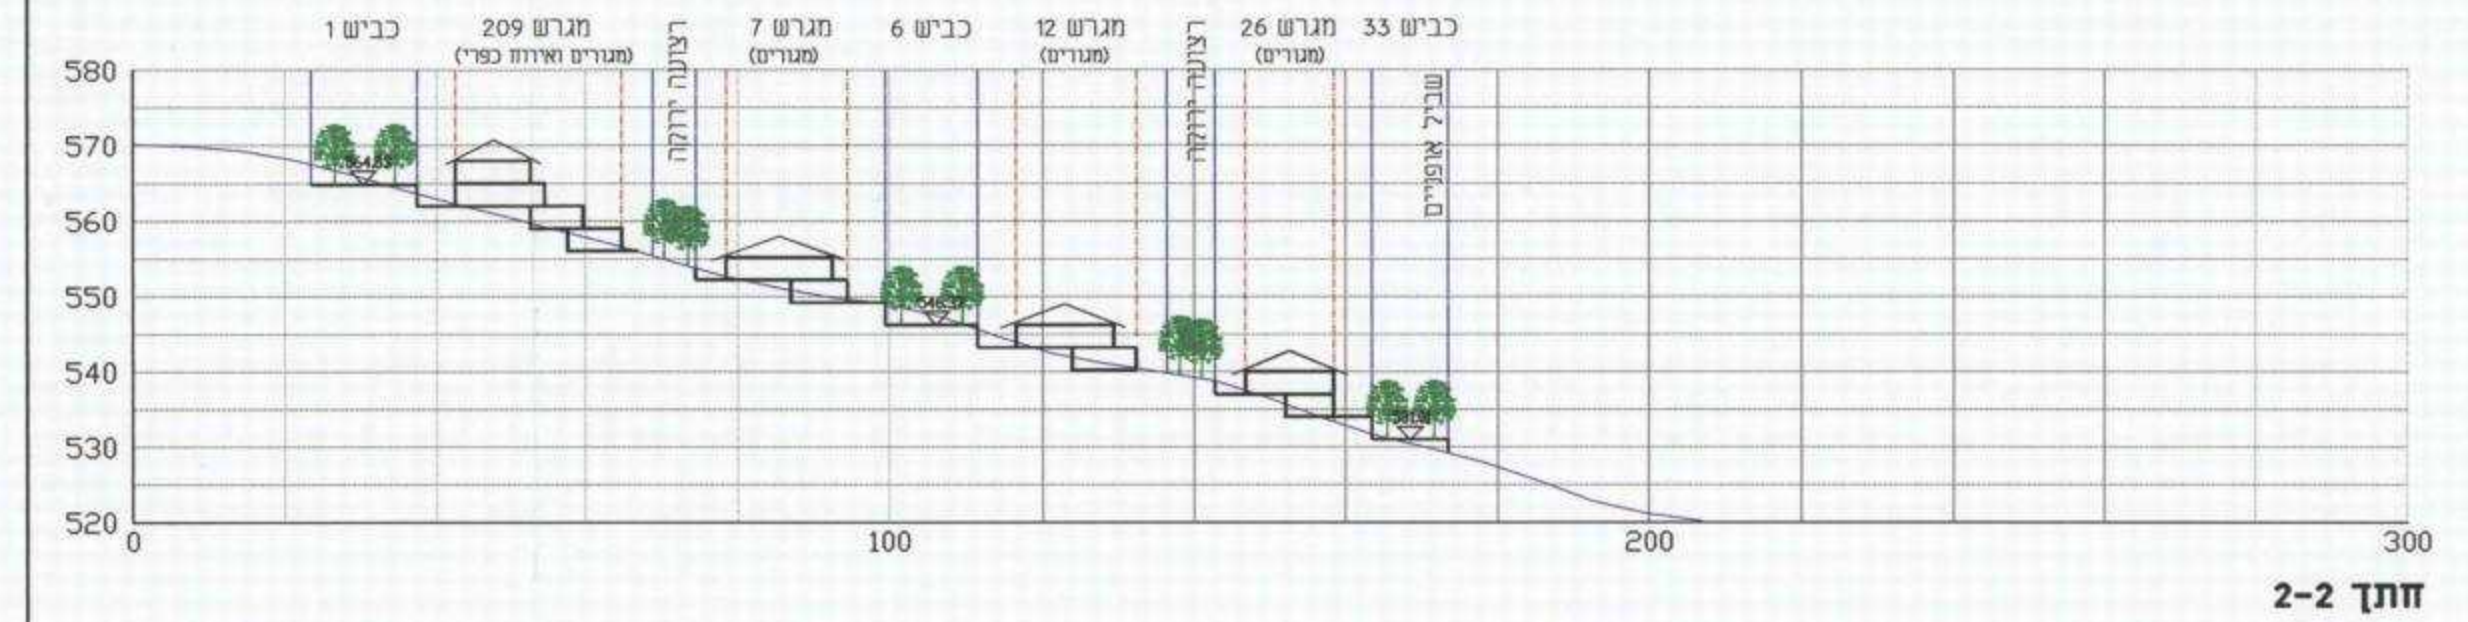 כביש 33
מגרש 26
(מגורים)
רצועה ירוקה
מגרש 12
(מגורים)
כביש 6
מגרש 7
(מגורים)
רצועה ירוקה
מגרש 209
(מגורים ואירוח כפרי)
כביש 1
שביל אופניים
580
570
560
550
540
530
520
0
100
200
300
חתך 2-2